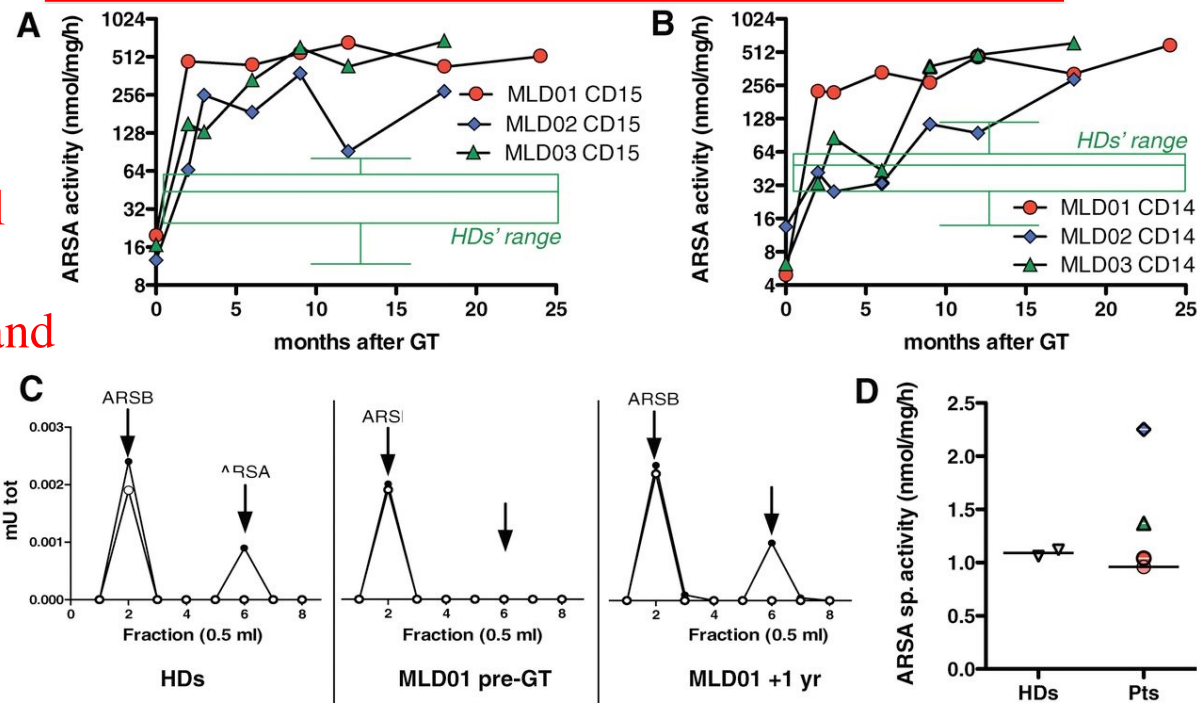 A
B
ARSA activity (nmol/mg/h)
1024
512
256
128
64
32
16
8
0
5
10
15
20
25
months after GT
MLD01 CD15
MLD02 CD15
MLD03 CD15
HDs' range
ARSA activity (nmol/mg/h)
1024
512
256
128
64
32
16
8
4
0
5
10
15
20
25
months after GT
HDs' range
MLD01 CD14
MLD02 CD14
MLD03 CD14
l
and
C
mU tot
0.003
0.002
0.001
0.000
ARSB
ARSA
0
2
4
6
8
Fraction (0.5 ml)
HDs
ARS
2
4
6
8
Fraction (0.5 ml)
MLD01 pre-GT
ARSB
2
4
6
8
Fraction (0.5 ml)
MLD01 +1 yr
D
ARSA sp. activity (nmol/mg/h)
2.5
2.0
1.5
1.0
0.5
0.0
HDs
Pts